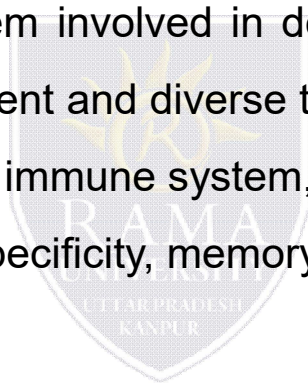 em involved in de
ent and diverse t
immune system,
pecificity, memory
RAMA
UNIVERSITY
UTTAR PRADESH
KANPUR